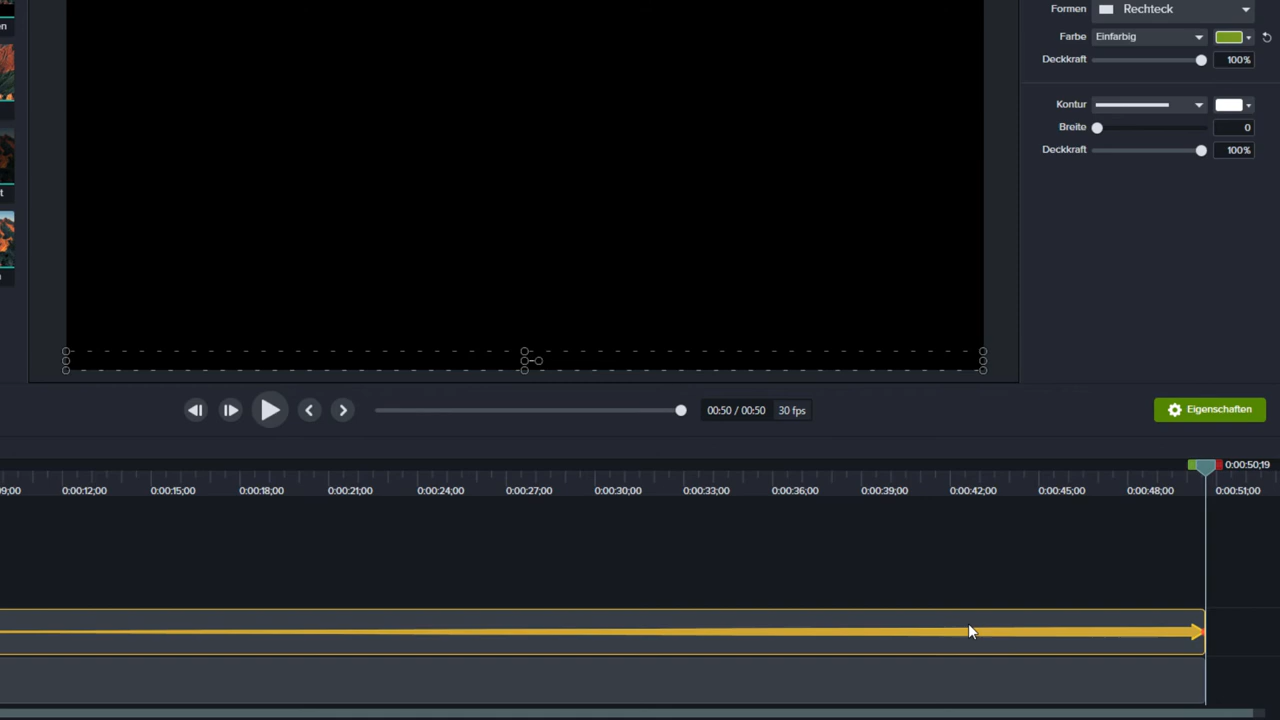 Formen Rechteck
Farbe Einfarbig
Deckkraft 100%
Kontur
Breite 0
Deckkraft 100%
00:50 / 00:50 30 fps
Eigenschaften
0:00:50;19
0:00:12;00 0:00:15;00 0:00:18;00 0:00:21;00 0:00:24;00 0:00:27;00 0:00:30;00 0:00:33;00 0:00:36;00 0:00:39;00 0:00:42;00 0:00:45;00 0:00:48;00 0:00:51;00